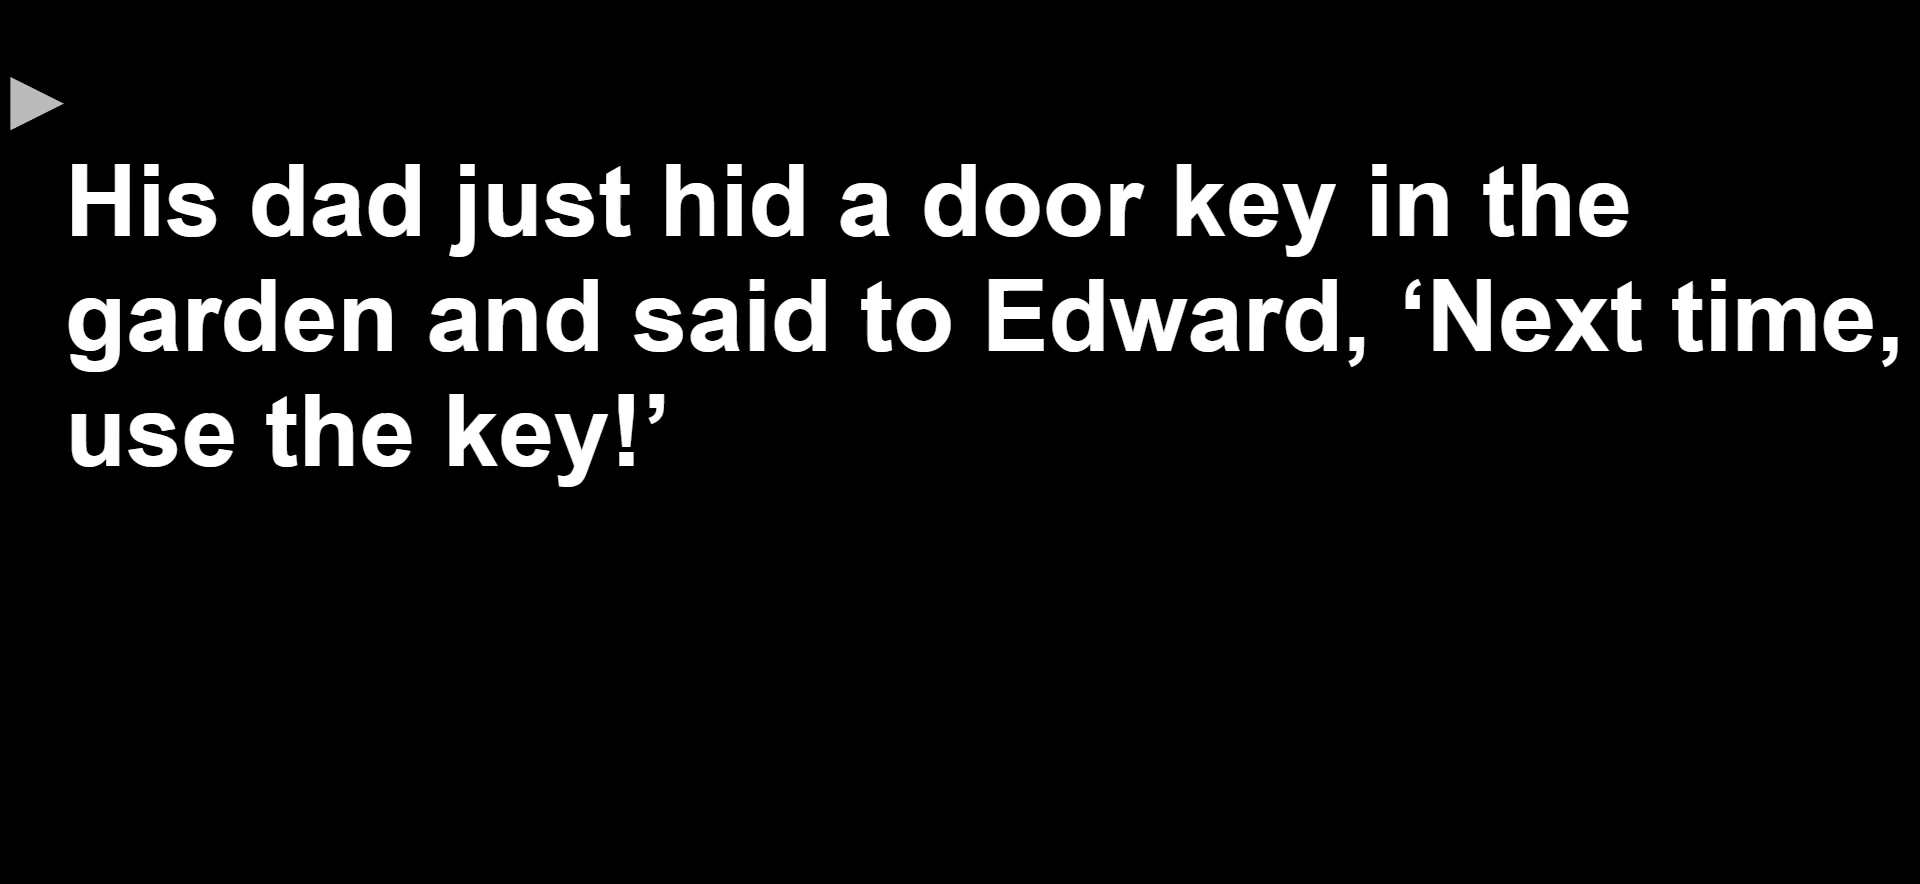 His dad just hid a door key in the
garden and said to Edward, ‘Next time,
use the key!’